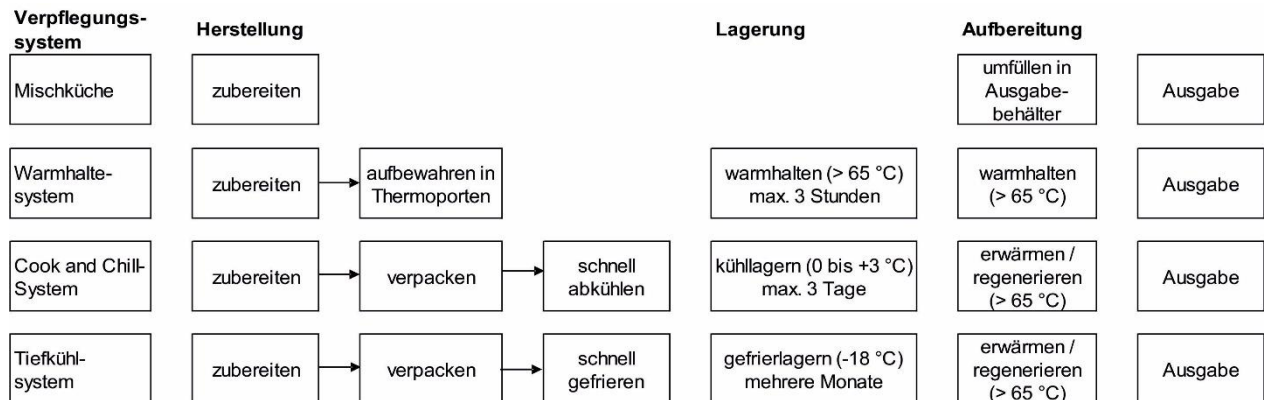 Verpflegungs-
system
Herstellung
Lagerung
Aufbereitung
Mischküche
zubereiten
umfüllen in
Ausgabe-
behälter
Ausgabe
Warmhalte-
system
zubereiten
aufbewahren in
Thermoporten
warmhalten (> 65 °C)
max. 3 Stunden
warmhalten
(> 65 °C)
Ausgabe
Cook and Chill-
System
zubereiten
verpacken
schnell
abkühlen
kühllagern (0 bis +3 °C)
max. 3 Tage
erwärmen /
regenerieren
(> 65 °C)
Ausgabe
Tiefkühl-
system
zubereiten
verpacken
schnell
gefrieren
gefrierlagern (-18 °C)
mehrere Monate
erwärmen /
regenerieren
(> 65 °C)
Ausgabe